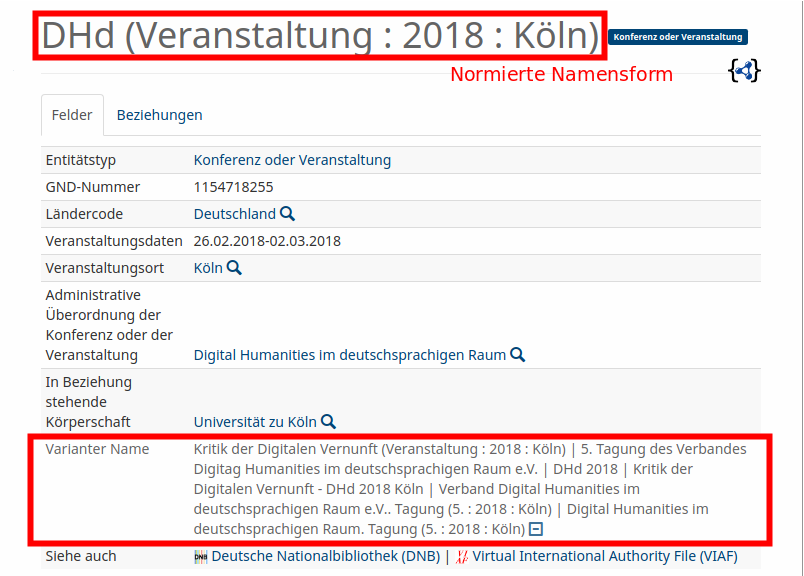 DHd (Veranstaltung : 2018 : Köln) Konferenz oder Veranstaltung
Normierte Namensform
Felder Beziehungen
Entitätstyp Konferenz oder Veranstaltung
GND-Nummer 1154718255
Ländercode Deutschland
Veranstaltungsdaten 26.02.2018-02.03.2018
Veranstaltungsort Köln
Administrative
Überordnung der
Konferenz oder der
Veranstaltung Digital Humanities im deutschsprachigen Raum
In Beziehung
stehende
Körperschaft Universität zu Köln
Varianter Name Kritik der Digitalen Vernunft (Veranstaltung : 2018 : Köln) | 5. Tagung des Verbandes
Digitag Humanities im deutschsprachigen Raum e.V. | DHd 2018 | Kritik der
Digitalen Vernunft - DHd 2018 Köln | Verband Digital Humanities im
deutschsprachigen Raum e.V.. Tagung (5. : 2018 : Köln) | Digital Humanities im
deutschsprachigen Raum. Tagung (5. : 2018 : Köln)
Siehe auch DNB Deutsche Nationalbibliothek (DNB) | Virtual International Authority File (VIAF)